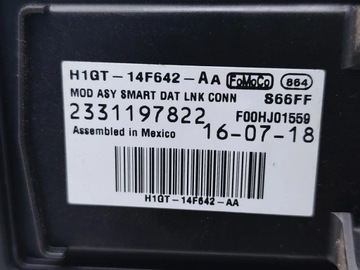 H1GT-14F642-AA FoMoCo 864
MOD ASY SMART DAT LNK CONN S66FF
2331197822 F00HJ01559
Assembled in Mexico 16-07-18
H1GT-14F642-AA